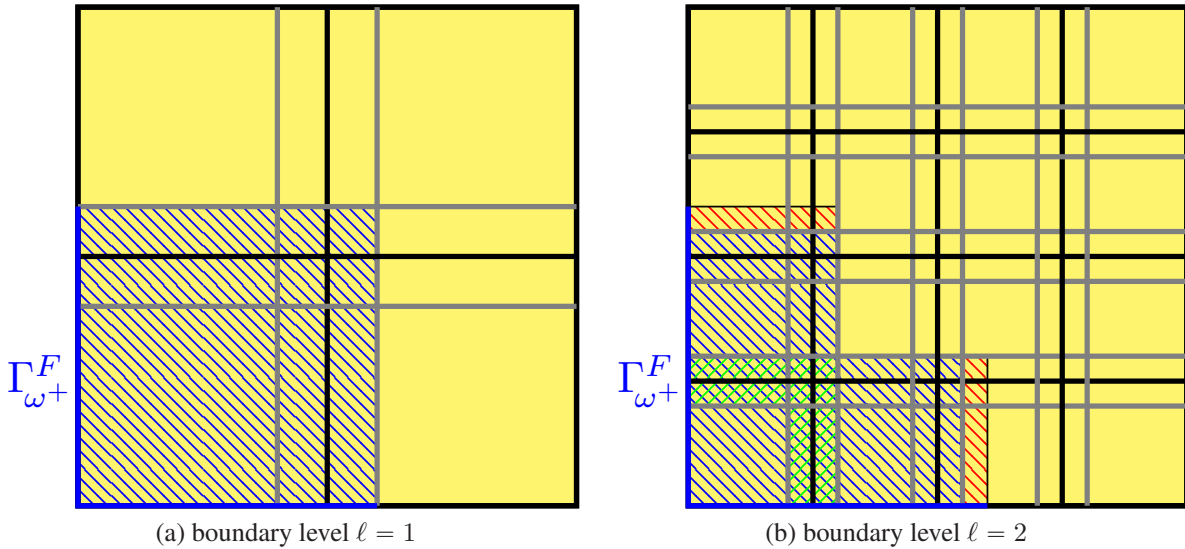 Γ^F_{ω^+}
Γ^F_{ω^+}
(a) boundary level ℓ = 1
(b) boundary level ℓ = 2